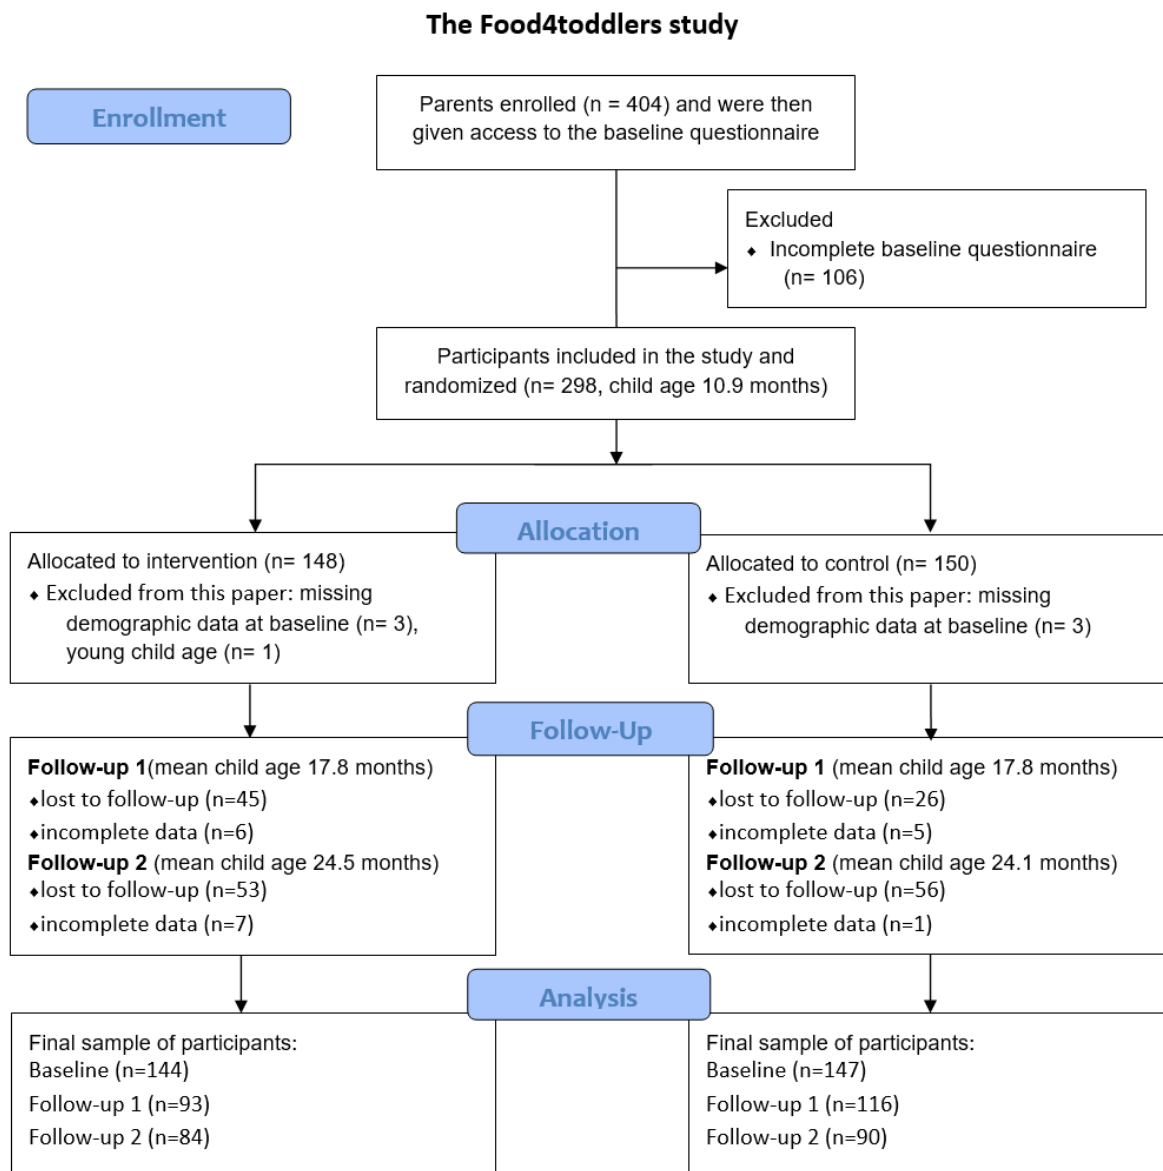 The Food4toddlers study
Enrollment
Parents enrolled (n = 404) and were then
given access to the baseline questionnaire
Excluded
⬧ Incomplete baseline questionnaire
(n= 106)
Participants included in the study and
randomized (n= 298, child age 10.9 months)
Allocation
Allocated to intervention (n= 148)
⬧ Excluded from this paper: missing
demographic data at baseline (n= 3),
young child age (n= 1)
Allocated to control (n= 150)
⬧ Excluded from this paper: missing
demographic data at baseline (n= 3)
Follow-Up
Follow-up 1(mean child age 17.8 months)
⬧lost to follow-up (n=45)
⬧incomplete data (n=6)
Follow-up 2 (mean child age 24.5 months)
⬧lost to follow-up (n=53)
⬧incomplete data (n=7)
Follow-up 1 (mean child age 17.8 months)
⬧lost to follow-up (n=26)
⬧incomplete data (n=5)
Follow-up 2 (mean child age 24.1 months)
⬧lost to follow-up (n=56)
⬧incomplete data (n=1)
Analysis
Final sample of participants:
Baseline (n=144)
Follow-up 1 (n=93)
Follow-up 2 (n=84)
Final sample of participants:
Baseline (n=147)
Follow-up 1 (n=116)
Follow-up 2 (n=90)